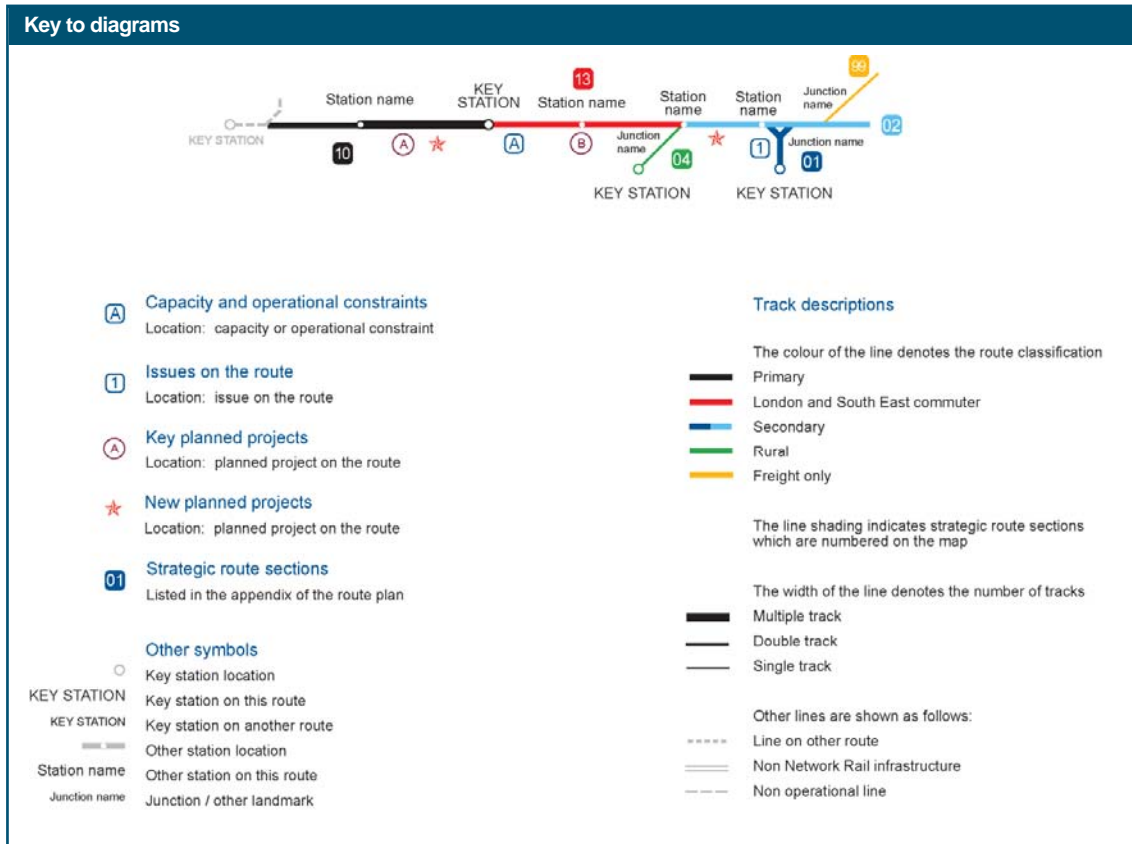 Key to diagrams
99
13
KEY
STATION
Station name
Station name
Station
name
Station
name
Junction
name
02
KEY STATION
10
A
A
B
Junction
name
04
1
Junction name
01
KEY STATION
KEY STATION
A
Capacity and operational constraints
Location: capacity or operational constraint
1
Issues on the route
Location: issue on the route
A
Key planned projects
Location: planned project on the route
New planned projects
Location: planned project on the route
01
Strategic route sections
Listed in the appendix of the route plan
Other symbols
Key station location
KEY STATION
Key station on this route
KEY STATION
Key station on another route
Other station location
Station name
Other station on this route
Junction name
Junction / other landmark
Track descriptions
The colour of the line denotes the route classification
Primary
London and South East commuter
Secondary
Rural
Freight only
The line shading indicates strategic route sections
which are numbered on the map
The width of the line denotes the number of tracks
Multiple track
Double track
Single track
Other lines are shown as follows:
Line on other route
Non Network Rail infrastructure
Non operational line